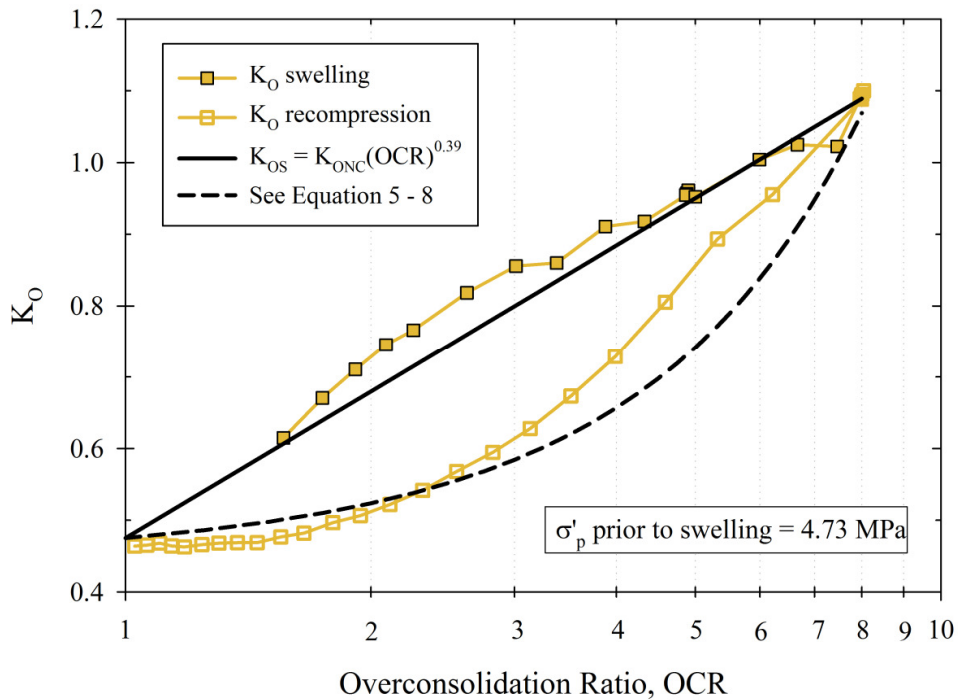 1.2
1.0
0.8
0.6
0.4
K_O
K_O swelling
K_O recompression
K_OS = K_ONC(OCR)^0.39
See Equation 5 - 8
σ'_p prior to swelling = 4.73 MPa
1 2 3 4 5 6 7 8 9 10
Overconsolidation Ratio, OCR